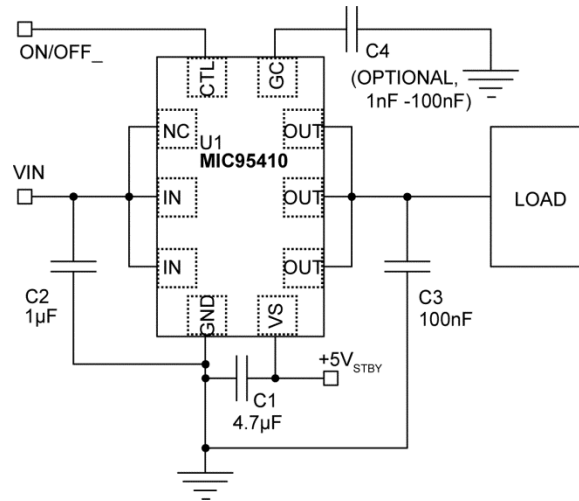 ON/OFF_
CTL
GC
C4
(OPTIONAL,
1nF -100nF)
NC
U1
MIC95410
OUT
VIN
IN
OUT
LOAD
IN
OUT
C2
1µF
GND
VS
C3
100nF
+5VSTBY
C1
4.7µF